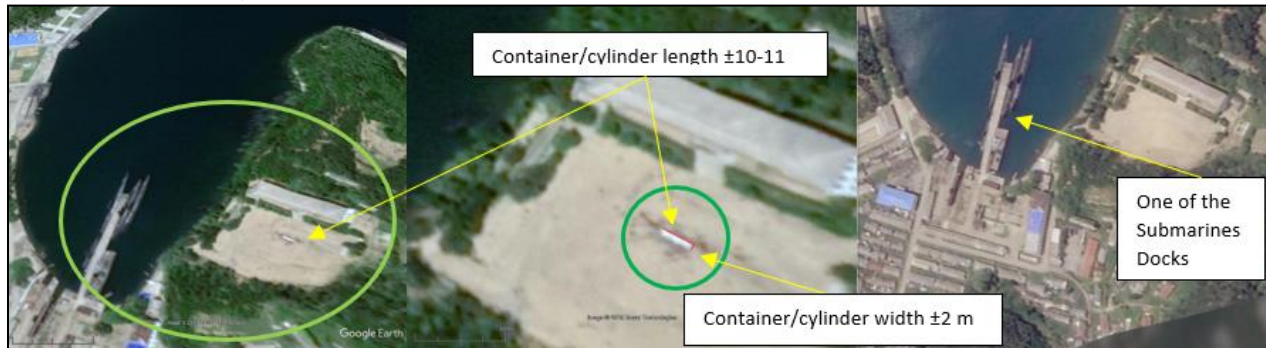 Container/cylinder length ±10-11
Google Earth
Container/cylinder width ±2 m
One of the
Submarines
Docks